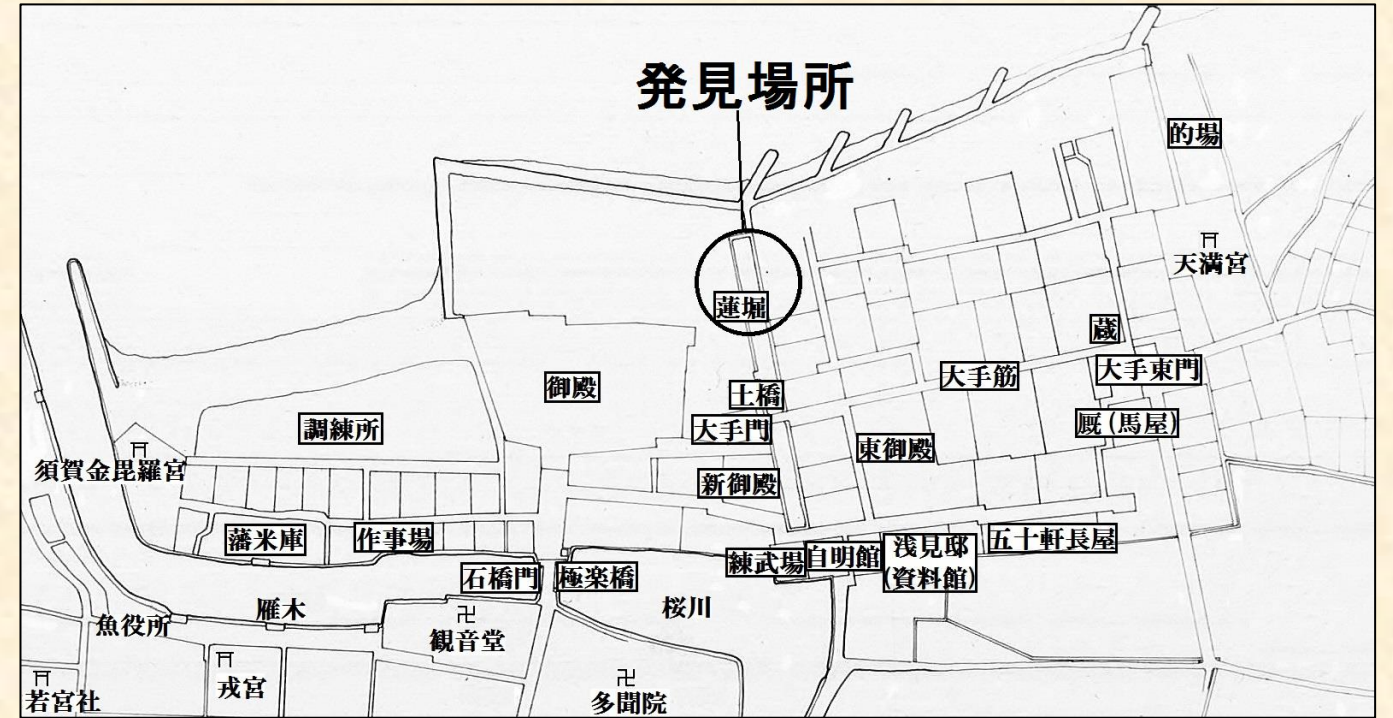 発見場所
的場
天満宮
蓮堀
蔵
大手筋
大手東門
御殿
土橋
大手門
厩(馬屋)
調練所
東御殿
須賀金毘羅宮
新御殿
藩米庫
作事場
五十軒長屋
浅見邸
(資料館)
自明館
練武場
石橋門
極楽橋
桜川
雁木
魚役所
観音堂
戎宮
若宮社
多聞院